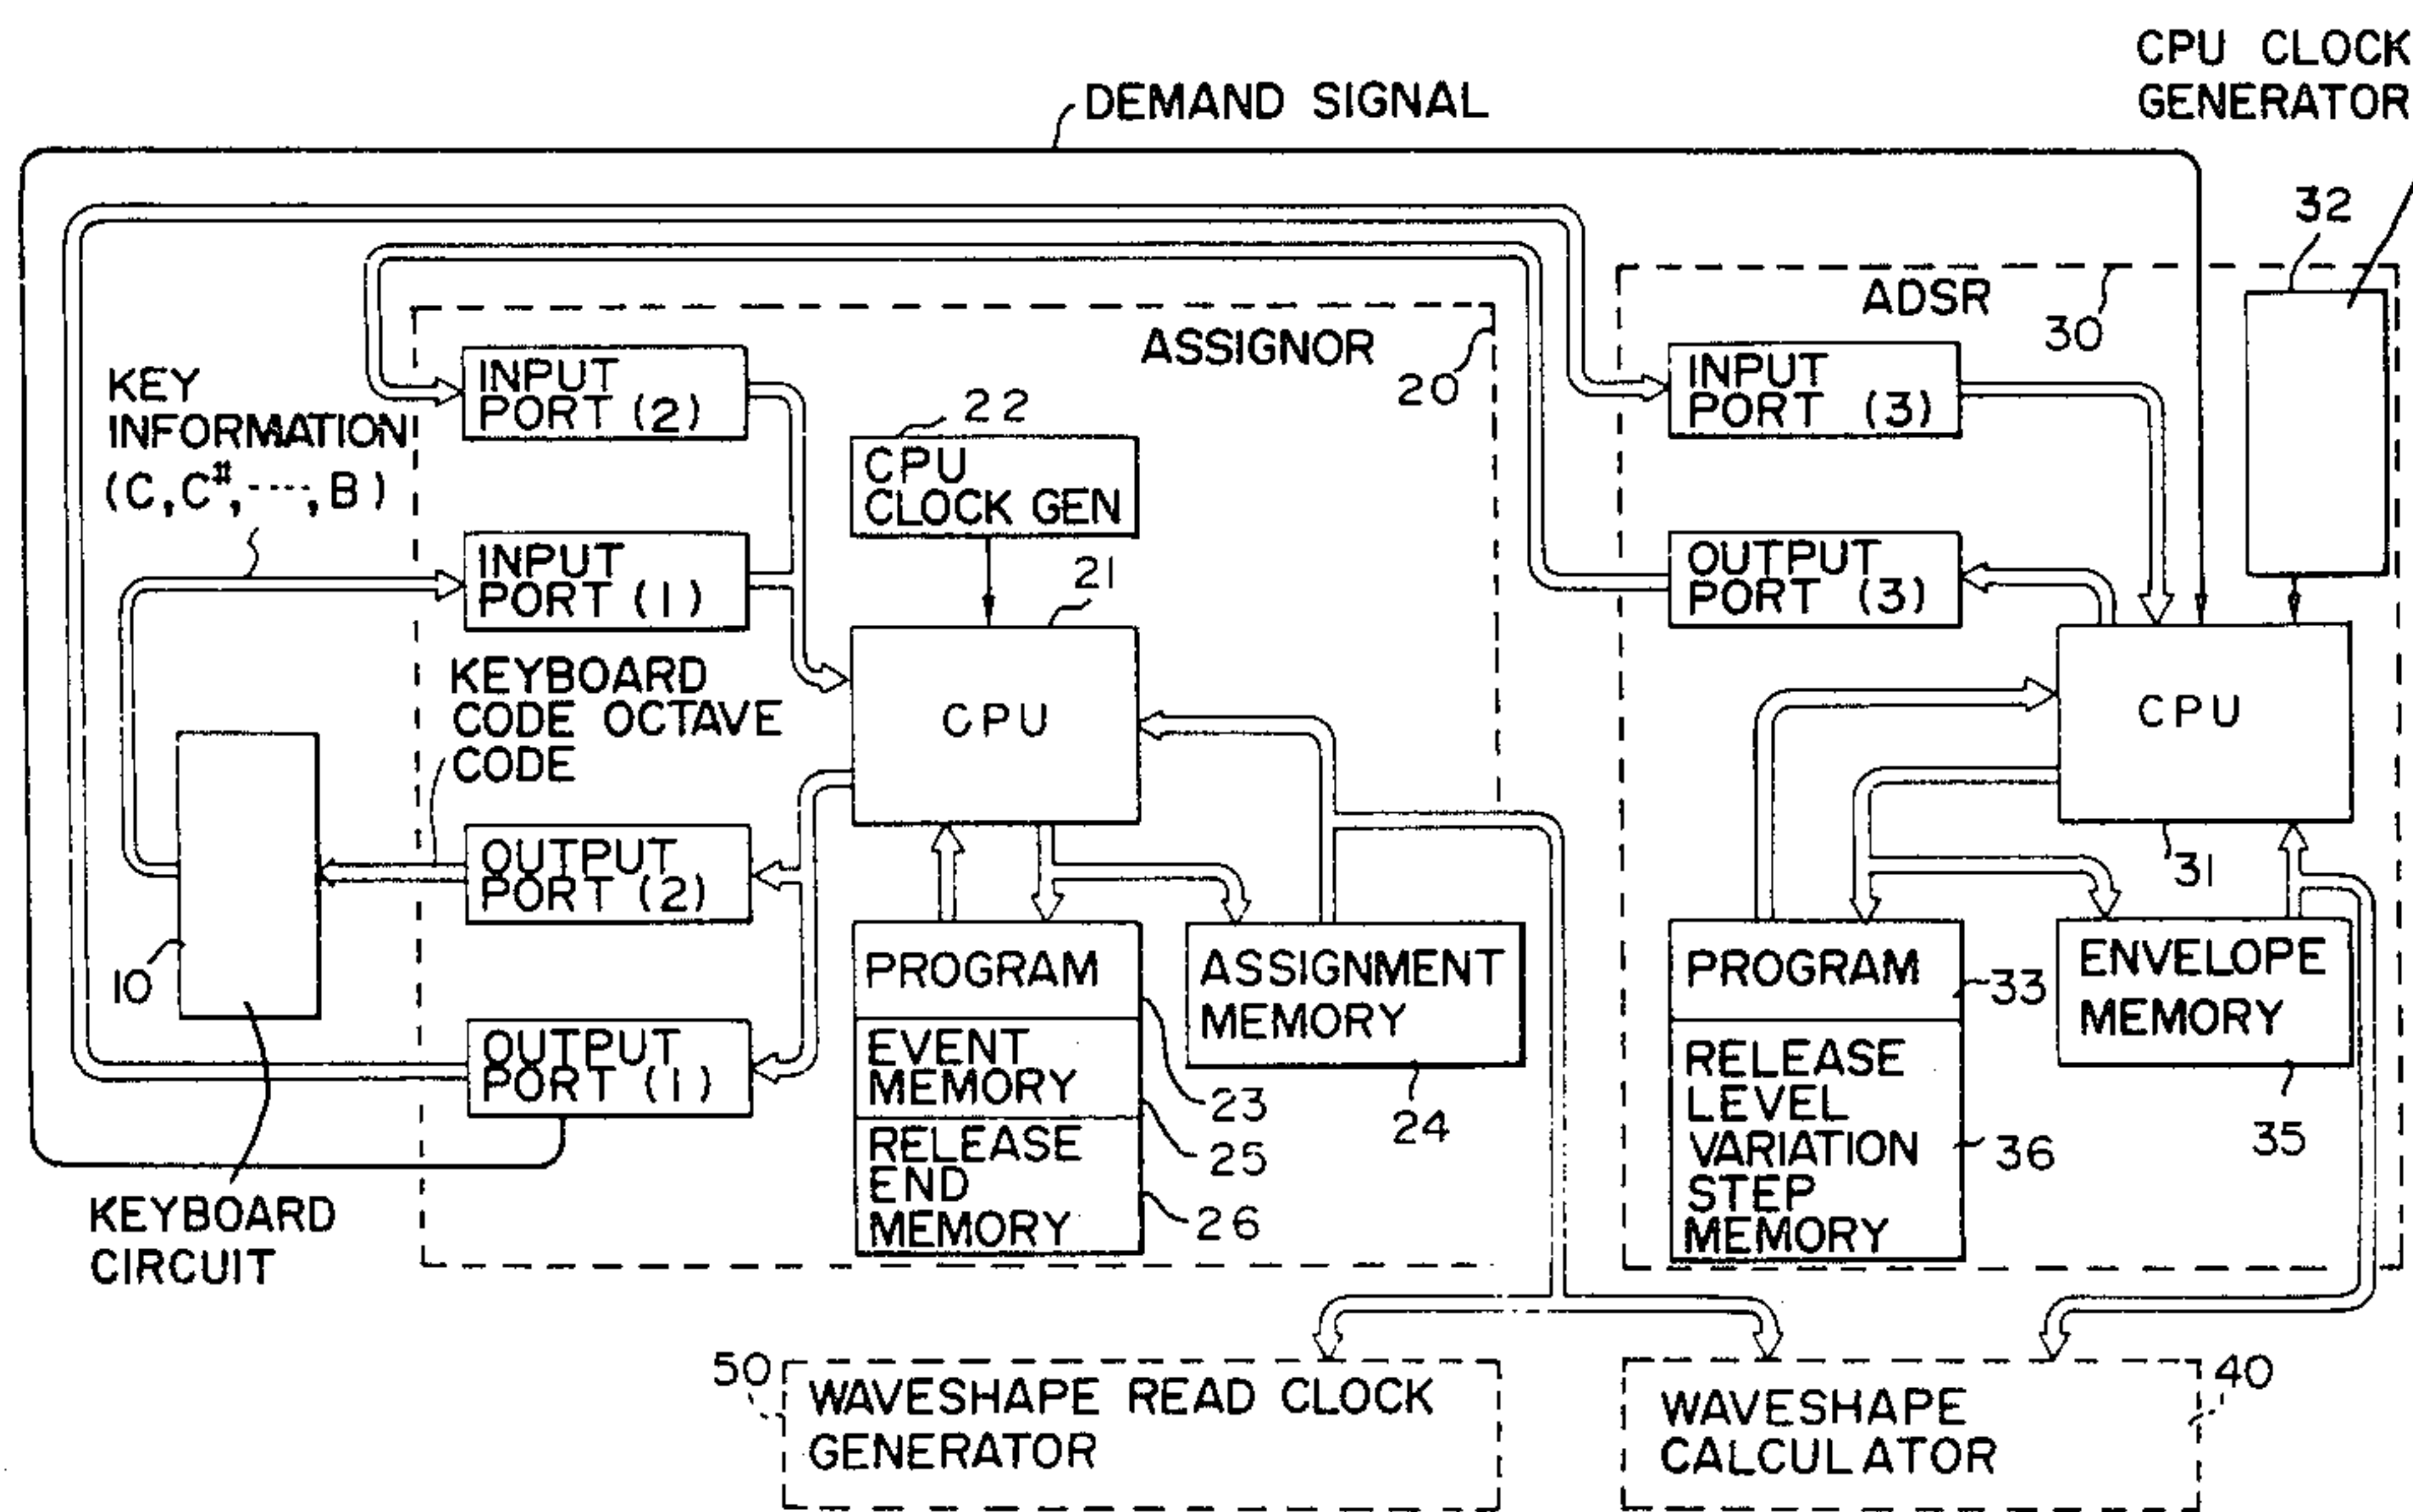 CPU CLOCK
GENERATOR
DEMAND SIGNAL
32
ADSR
30
ASSIGNOR
20
KEY
INFORMATION
(C, C#, ----, B)
INPUT
PORT (2)
22
CPU
CLOCK GEN
INPUT
PORT (3)
INPUT
PORT (1)
21
OUTPUT
PORT (3)
KEYBOARD
CODE OCTAVE
CODE
CPU
CPU
31
10
OUTPUT
PORT (2)
PROGRAM
ASSIGNMENT
MEMORY
PROGRAM
33
ENVELOPE
MEMORY
OUTPUT
PORT (1)
EVENT
MEMORY
23
24
25
RELEASE
END
MEMORY
26
RELEASE
LEVEL
VARIATION
STEP
MEMORY
36
35
KEYBOARD
CIRCUIT
50
WAVESHAPE READ CLOCK
GENERATOR
WAVESHAPE
CALCULATOR
40